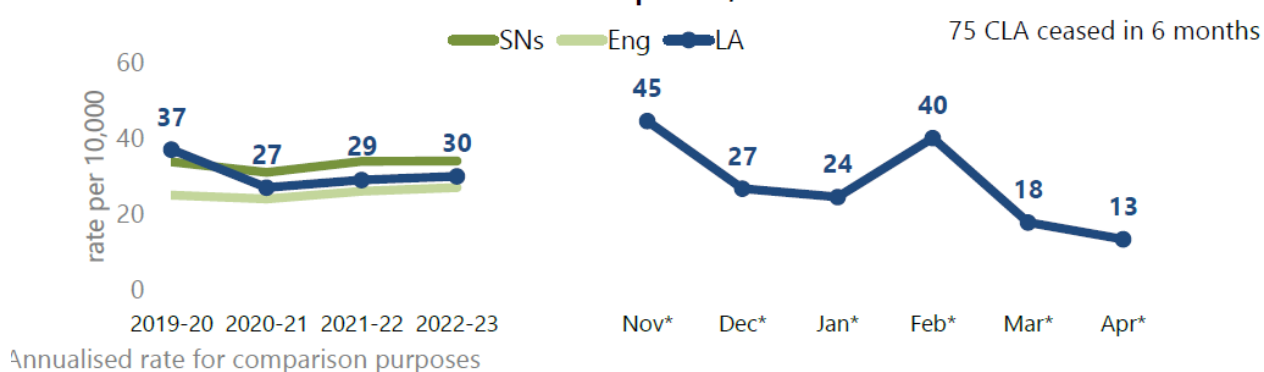 SNs Eng LA
75 CLA ceased in 6 months
rate per 10,000
60
40
20
0
37
27
29
30
45
27
24
40
18
13
2019-20 2020-21 2021-22 2022-23
Nov* Dec* Jan* Feb* Mar* Apr*
Annualised rate for comparison purposes